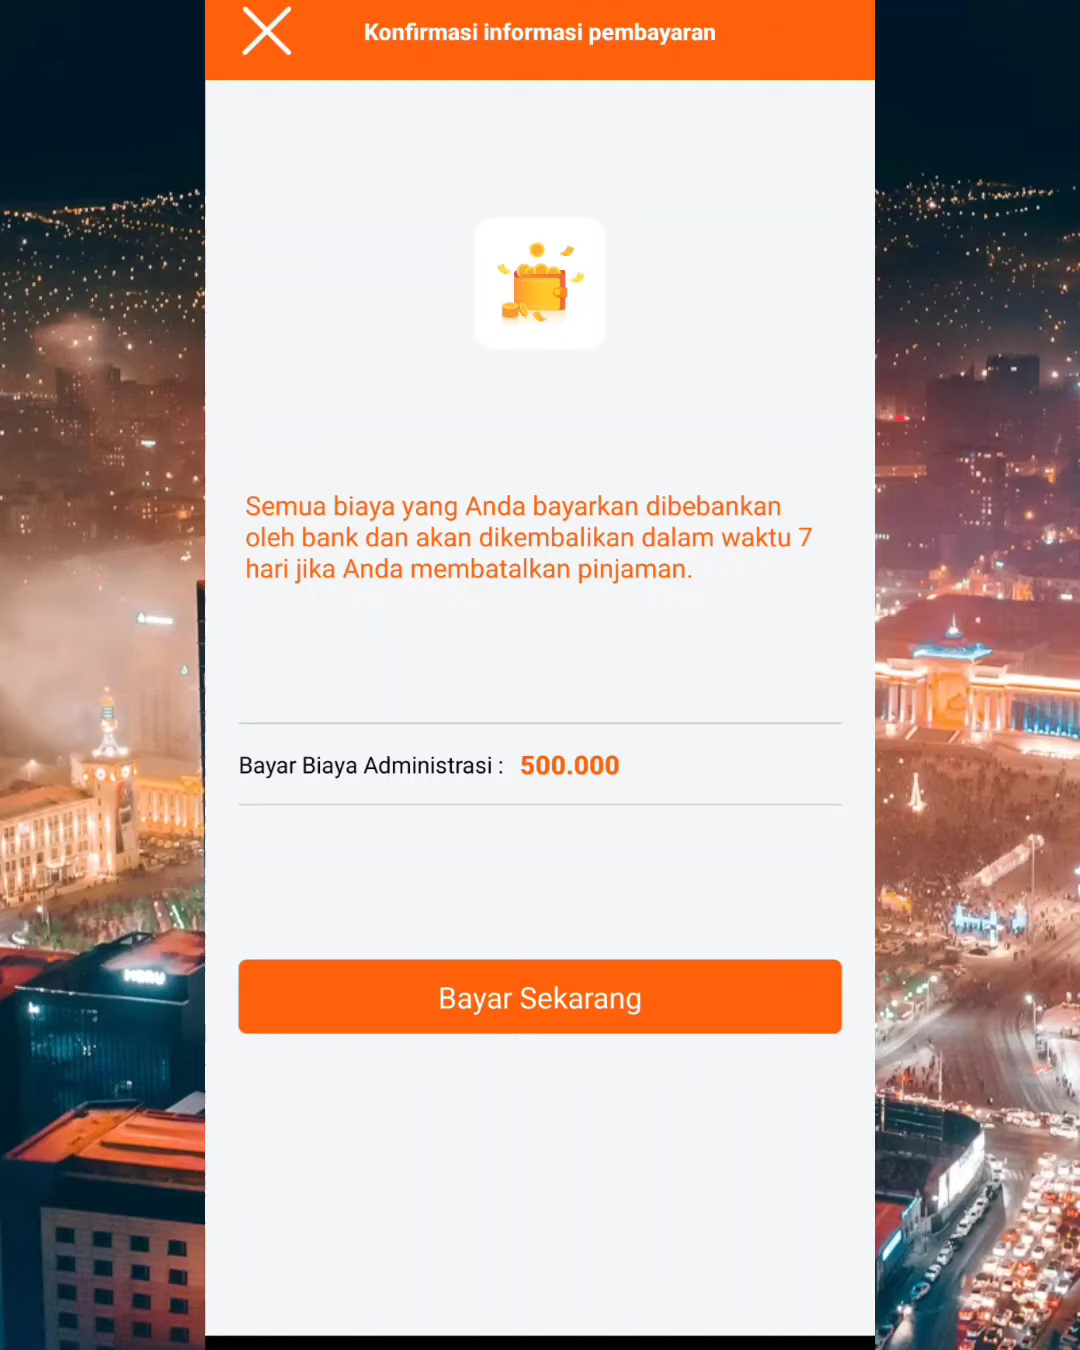 Konfirmasi informasi pembayaran
Semua biaya yang Anda bayarkan dibebankan
oleh bank dan akan dikembalikan dalam waktu 7
hari jika Anda membatalkan pinjaman.
Bayar Biaya Administrasi : 500.000
Bayar Sekarang